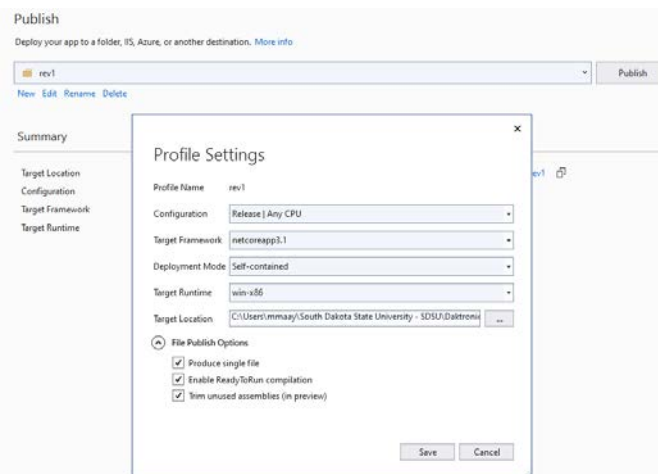 Publish
Deploy your app to a folder, IIS, Azure, or another destination. More info
rev1
Publish
New Edit Rename Delete
Summary
Target Location
ev1
Configuration
Target Framework
Target Runtime
Profile Settings
Profile Name rev1
Configuration Release | Any CPU
Target Framework netcoreapp3.1
Deployment Mode Self-contained
Target Runtime win-x86
Target Location C:\Users\mmaay\South Dakota State University - SDSU\Daktronic
...
File Publish Options
Produce single file
Enable ReadyToRun compilation
Trim unused assemblies (in preview)
Save Cancel